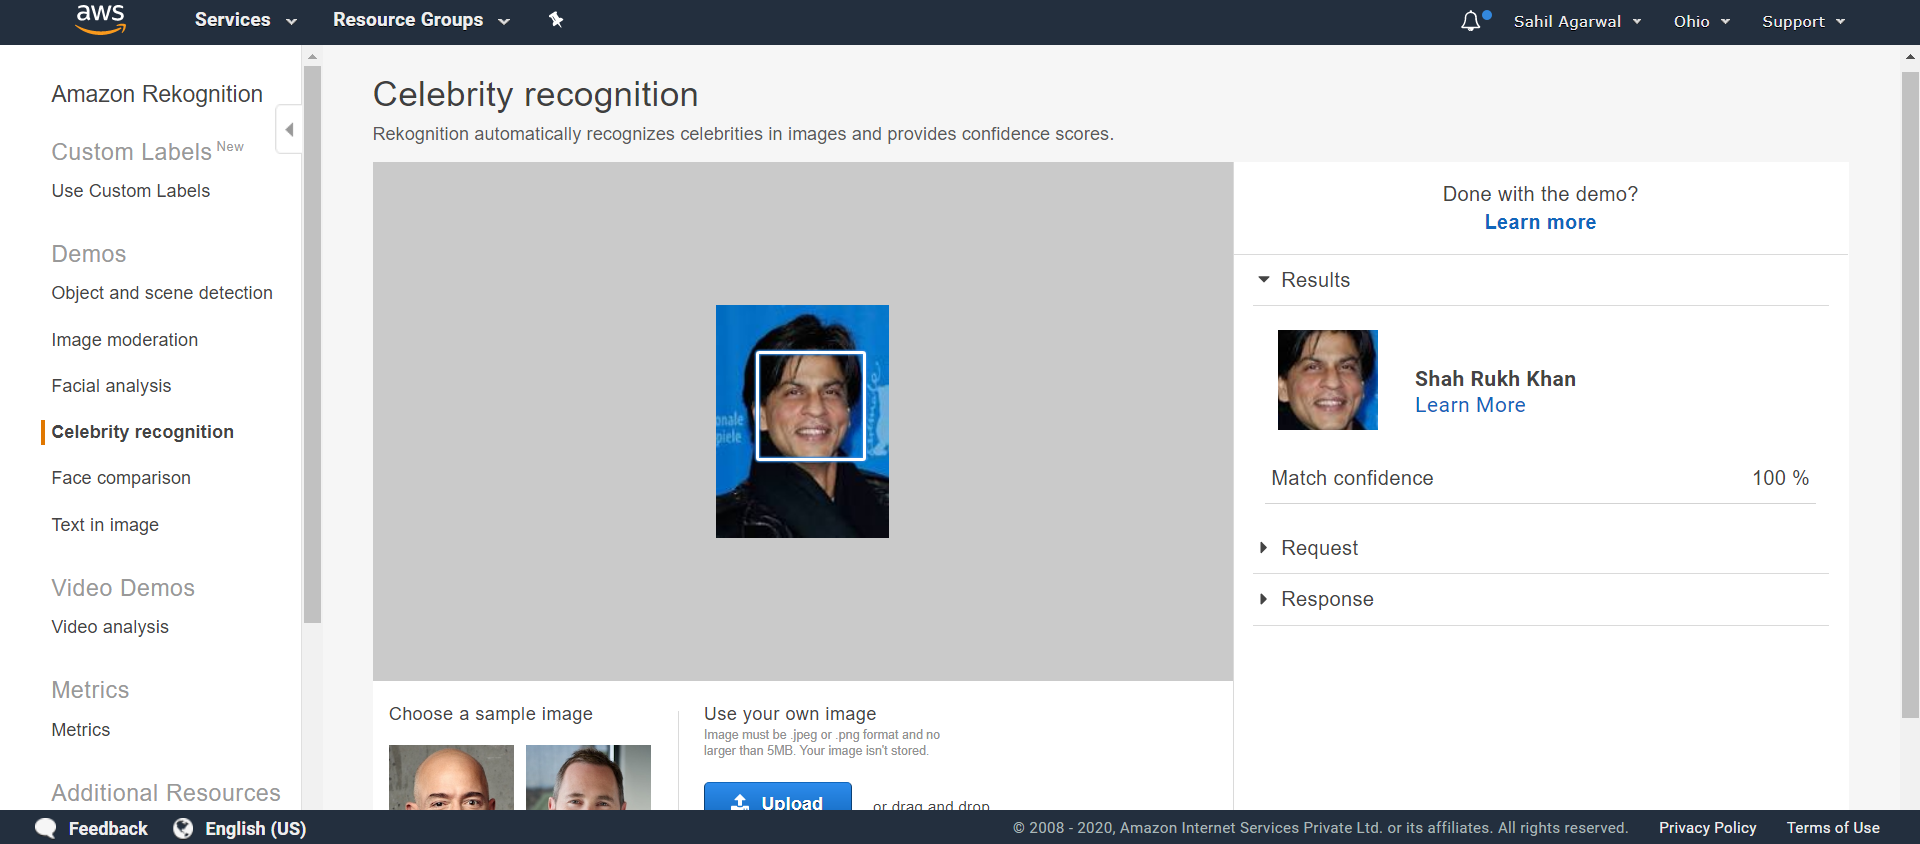 aws
Services
Resource Groups
Sahil Agarwal
Ohio
Support
Amazon Rekognition
Custom Labels New
Use Custom Labels
Demos
Object and scene detection
Image moderation
Facial analysis
Celebrity recognition
Face comparison
Text in image
Video Demos
Video analysis
Metrics
Metrics
Additional Resources
Celebrity recognition
Rekognition automatically recognizes celebrities in images and provides confidence scores.
onale
piele
Choose a sample image
Use your own image
Image must be .jpeg or .png format and no
larger than 5MB. Your image isn't stored.
Upload
or drag and drop
Done with the demo?
Learn more
Results
Shah Rukh Khan
Learn More
Match confidence 100 %
Request
Response
Feedback
English (US)
© 2008 - 2020, Amazon Internet Services Private Ltd. or its affiliates. All rights reserved.
Privacy Policy
Terms of Use